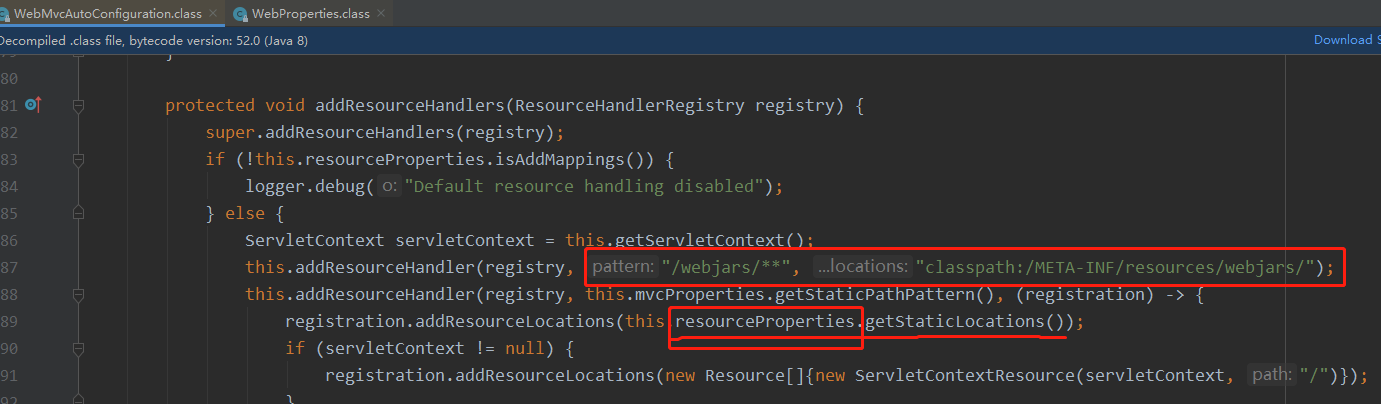 WebMvcAutoConfiguration.class × WebProperties.class ×
Decompiled .class file, bytecode version: 52.0 (Java 8) Download
}
80
81 protected void addResourceHandlers(ResourceHandlerRegistry registry) {
82 super.addResourceHandlers(registry);
83 if (!this.resourceProperties.isAddMappings()) {
84 logger.debug( o: "Default resource handling disabled");
85 } else {
86 ServletContext servletContext = this.getServletContext();
87 this.addResourceHandler(registry, pattern: "/webjars/**", ...locations: "classpath:/META-INF/resources/webjars/");
88 this.addResourceHandler(registry, this.mvcProperties.getStaticPathPattern(), (registration) -> {
89 registration.addResourceLocations(this.resourceProperties.getStaticLocations());
90 if (servletContext != null) {
91 registration.addResourceLocations(new Resource[]{new ServletContextResource(servletContext, path: "/")});
92 }